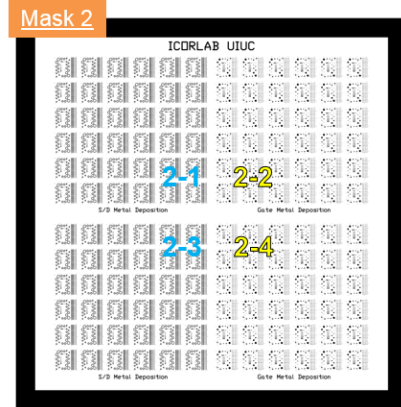 Mask 2
ICORLAB UIUC
2-1 2-2
S/D Metal Deposition Gate Metal Deposition
2-3 2-4
S/D Metal Deposition Gate Metal Deposition